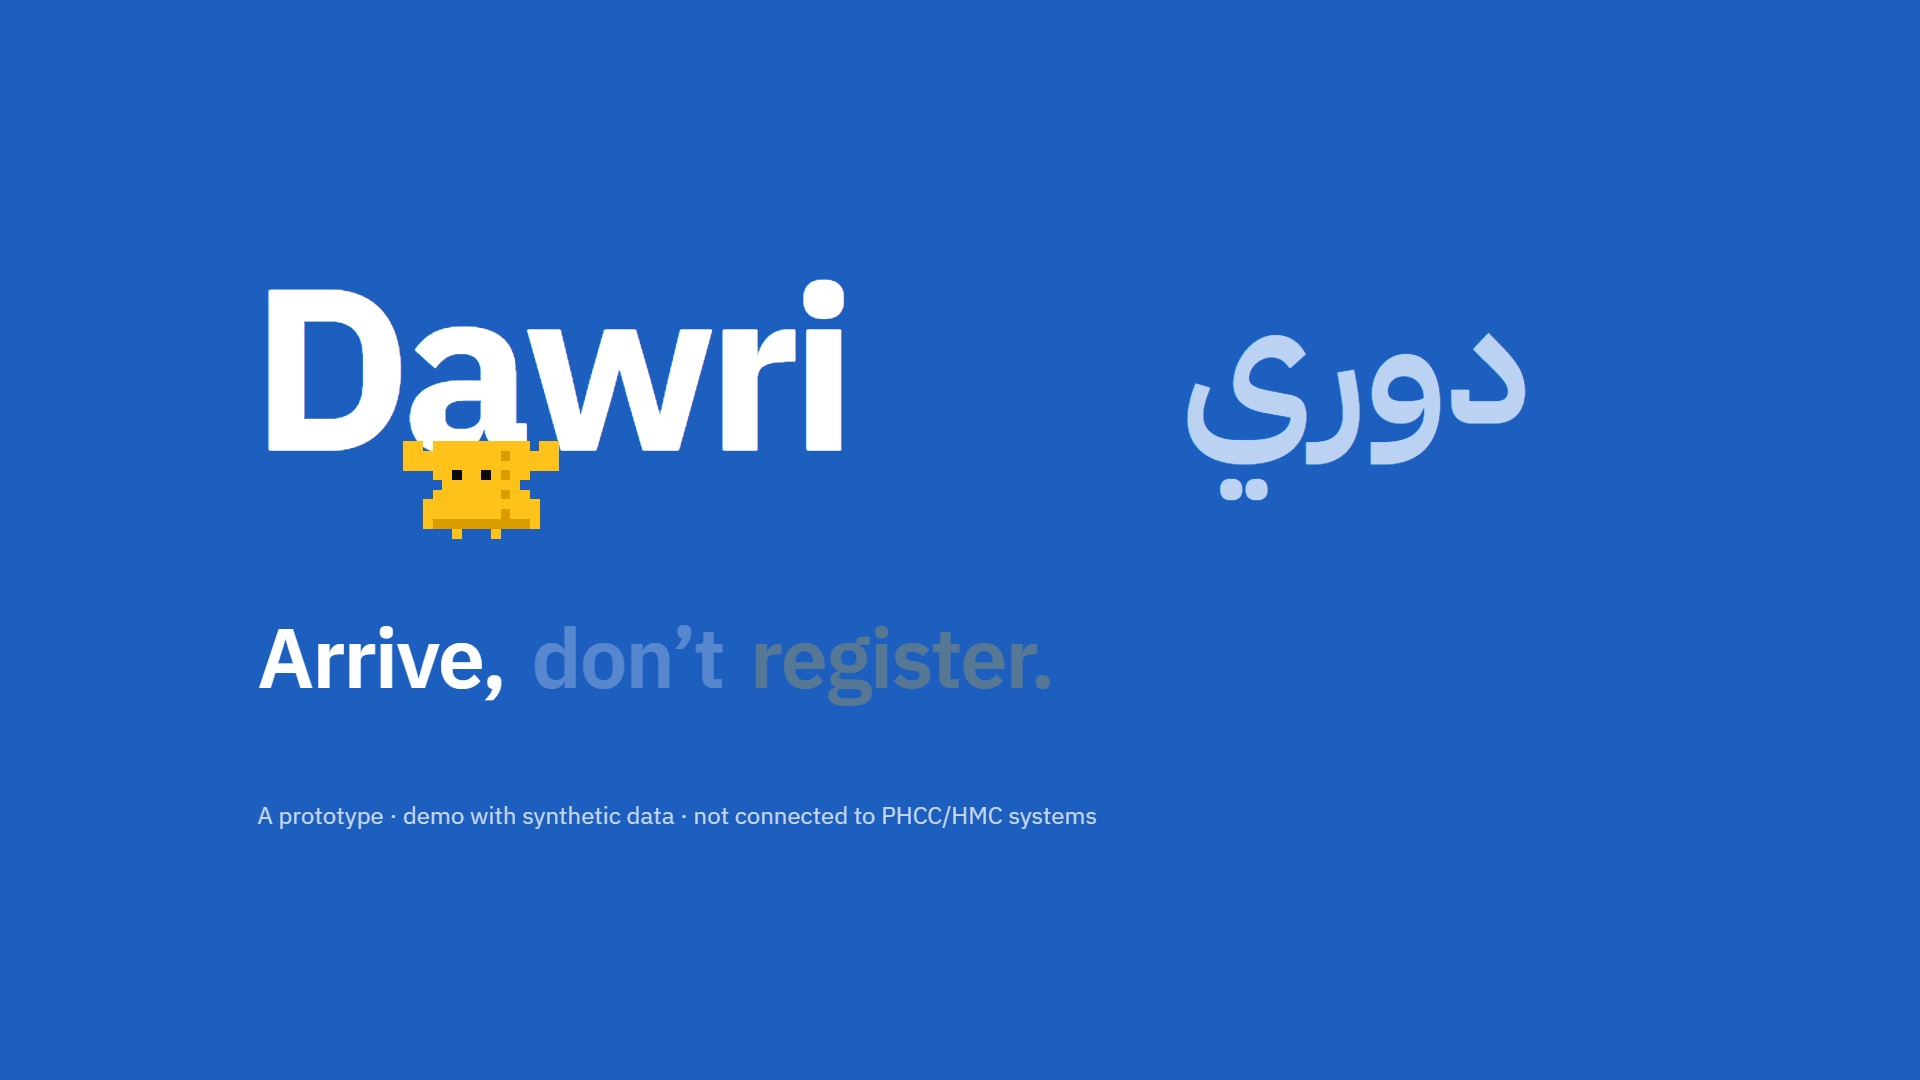 Dawri
دوري
Arrive, don’t register.
A prototype · demo with synthetic data · not connected to PHCC/HMC systems